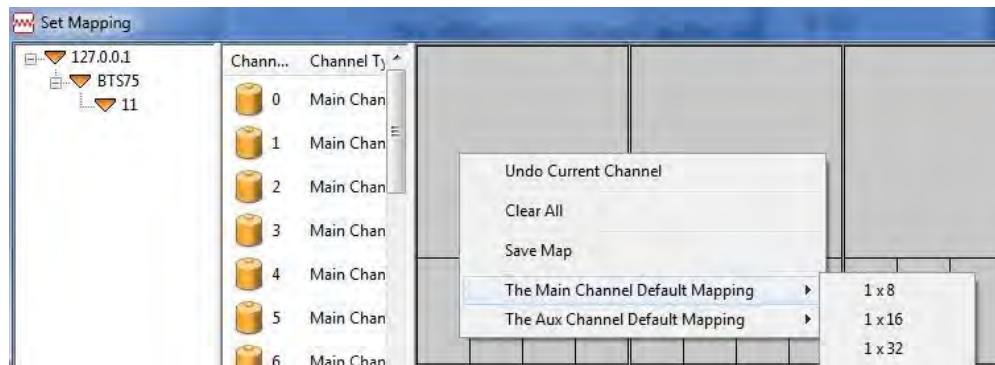 Set Mapping
127.0.0.1
BTS75
11
Chann... Channel Ty
0 Main Chan
1 Main Chan
2 Main Chan
3 Main Chan
4 Main Chan
5 Main Chan
6 Main Chan
Undo Current Channel
Clear All
Save Map
The Main Channel Default Mapping
The Aux Channel Default Mapping
1 x 8
1 x 16
1 x 32